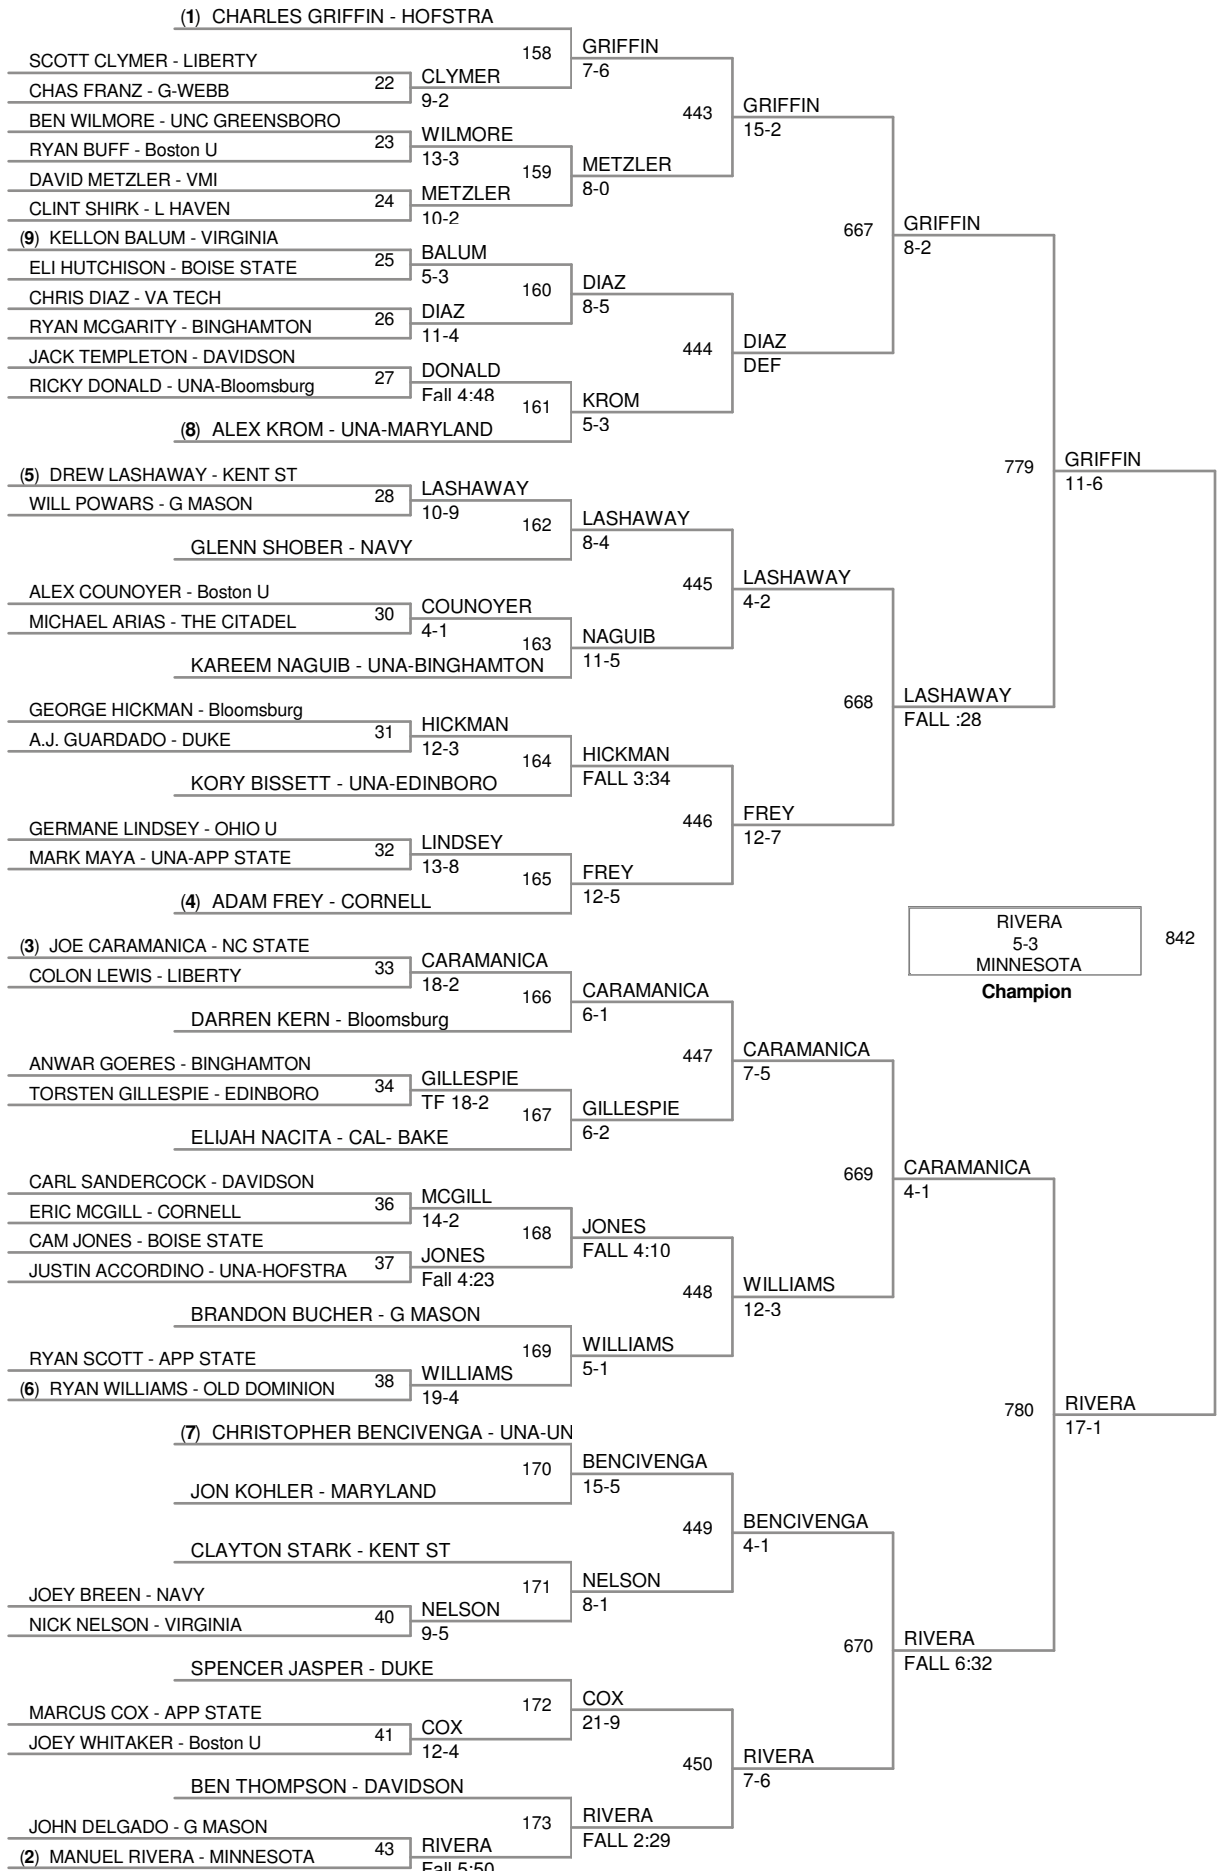 (1) CHARLES GRIFFIN - HOFSTRA
SCOTT CLYMER - LIBERTY
CHAS FRANZ - G-WEBB
BEN WILMORE - UNC GREENSBORO
RYAN BUFF - Boston U
DAVID METZLER - VMI
CLINT SHIRK - L HAVEN
(9) KELLON BALUM - VIRGINIA
ELI HUTCHISON - BOISE STATE
CHRIS DIAZ - VA TECH
RYAN MCGARITY - BINGHAMTON
JACK TEMPLETON - DAVIDSON
RICKY DONALD - UNA-Bloomsburg
(8) ALEX KROM - UNA-MARYLAND
(5) DREW LASHAWAY - KENT ST
WILL POWARS - G MASON
GLENN SHOBER - NAVY
ALEX COUNOYER - Boston U
MICHAEL ARIAS - THE CITADEL
KAREEM NAGUIB - UNA-BINGHAMTON
GEORGE HICKMAN - Bloomsburg
A.J. GUARDADO - DUKE
KORY BISSETT - UNA-EDINBORO
GERMANE LINDSEY - OHIO U
MARK MAYA - UNA-APP STATE
(4) ADAM FREY - CORNELL
(3) JOE CARAMANICA - NC STATE
COLON LEWIS - LIBERTY
DARREN KERN - Bloomsburg
ANWAR GOERES - BINGHAMTON
TORSTEN GILLESPIE - EDINBORO
ELIJAH NACITA - CAL- BAKE
CARL SANDERCOCK - DAVIDSON
ERIC MCGILL - CORNELL
CAM JONES - BOISE STATE
JUSTIN ACCORDINO - UNA-HOFSTRA
BRANDON BUCHER - G MASON
RYAN SCOTT - APP STATE
(6) RYAN WILLIAMS - OLD DOMINION
(7) CHRISTOPHER BENCIVENGA - UNA-UN
JON KOHLER - MARYLAND
CLAYTON STARK - KENT ST
JOEY BREEN - NAVY
NICK NELSON - VIRGINIA
SPENCER JASPER - DUKE
MARCUS COX - APP STATE
JOEY WHITAKER - Boston U
BEN THOMPSON - DAVIDSON
JOHN DELGADO - G MASON
(2) MANUEL RIVERA - MINNESOTA
22
CLYMER
9-2
23
WILMORE
13-3
24
METZLER
10-2
25
BALUM
5-3
26
DIAZ
11-4
27
DONALD
Fall 4:48
28
LASHAWAY
10-9
30
COUNOYER
4-1
31
HICKMAN
12-3
32
LINDSEY
13-8
33
CARAMANICA
18-2
34
GILLESPIE
TF 18-2
36
MCGILL
14-2
37
JONES
Fall 4:23
38
WILLIAMS
19-4
40
NELSON
9-5
41
COX
12-4
43
RIVERA
Fall 5:50
158
GRIFFIN
7-6
159
METZLER
8-0
160
DIAZ
8-5
161
KROM
5-3
162
LASHAWAY
8-4
163
NAGUIB
11-5
164
HICKMAN
FALL 3:34
165
FREY
12-5
166
CARAMANICA
6-1
167
GILLESPIE
6-2
168
JONES
FALL 4:10
169
WILLIAMS
5-1
170
BENCIVENGA
15-5
171
NELSON
8-1
172
COX
21-9
173
RIVERA
FALL 2:29
443
GRIFFIN
15-2
444
DIAZ
DEF
445
LASHAWAY
4-2
446
FREY
12-7
447
CARAMANICA
7-5
448
WILLIAMS
12-3
449
BENCIVENGA
4-1
450
RIVERA
7-6
667
GRIFFIN
8-2
668
LASHAWAY
FALL :28
669
CARAMANICA
4-1
670
RIVERA
FALL 6:32
779
GRIFFIN
11-6
780
RIVERA
17-1
RIVERA
5-3
MINNESOTA
Champion
842